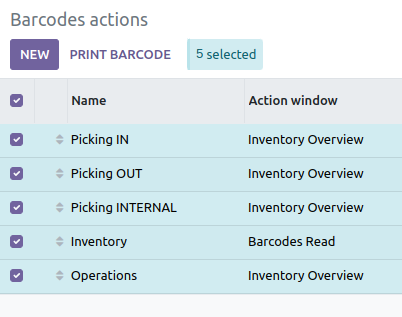 Barcodes actions
NEW PRINT BARCODE 5 selected
Name Action window
Picking IN Inventory Overview
Picking OUT Inventory Overview
Picking INTERNAL Inventory Overview
Inventory Barcodes Read
Operations Inventory Overview